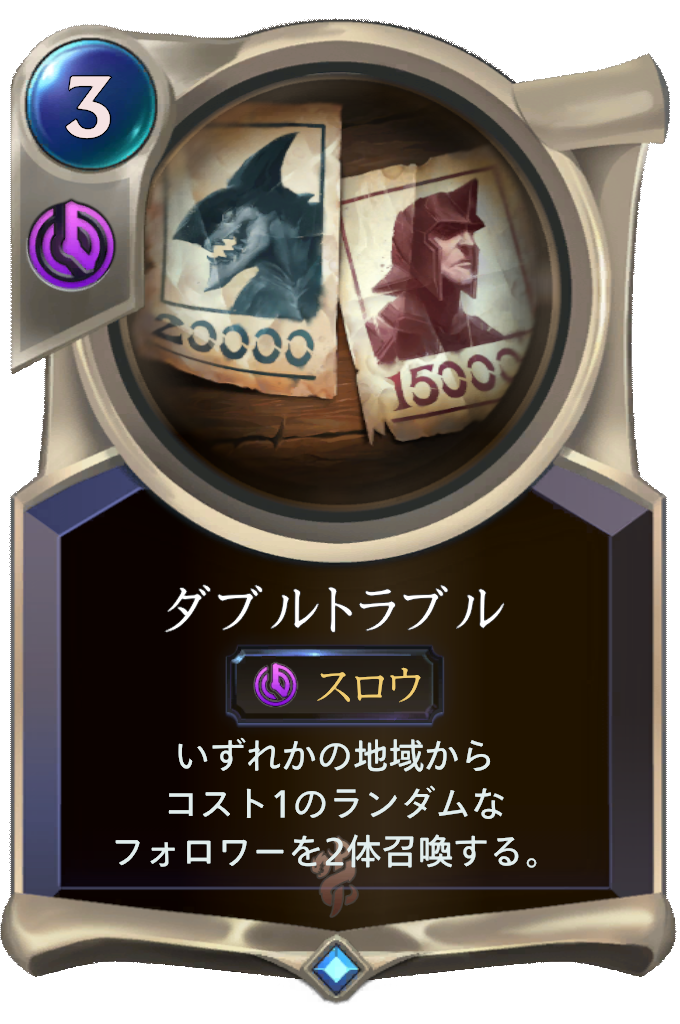 3
20000
15000
ダブルトラブル
スロウ
いずれかの地域から
コスト1のランダムな
フォロワーを2体召喚する。